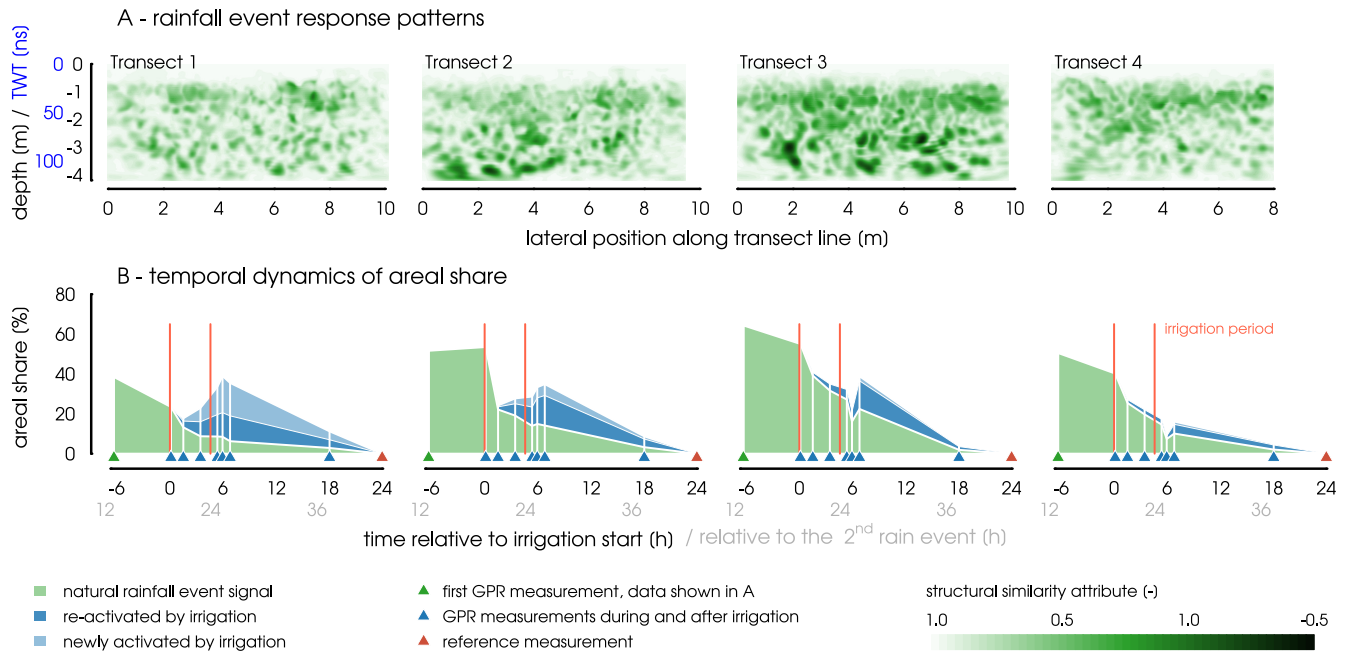 A - rainfall event response patterns
depth (m) / TWT (ns)
0 0
-1
50
-2
-3
100
-4
Transect 1
Transect 2
Transect 3
Transect 4
0 2 4 6 8 10
0 2 4 6 8 10
0 2 4 6 8 10
0 2 4 6 8
lateral position along transect line (m)
B - temporal dynamics of areal share
areal share (%)
80
60
40
20
0
irrigation period
-6 0 6 12 18 24
-6 0 6 12 18 24
-6 0 6 12 18 24
-6 0 6 12 18 24
12 24 36
12 24 36
12 24 36
12 24 36
time relative to irrigation start (h) / relative to the 2nd rain event (h)
natural rainfall event signal
re-activated by irrigation
newly activated by irrigation
first GPR measurement, data shown in A
GPR measurements during and after irrigation
reference measurement
structural similarity attribute (-)
1.0 0.5 1.0 -0.5